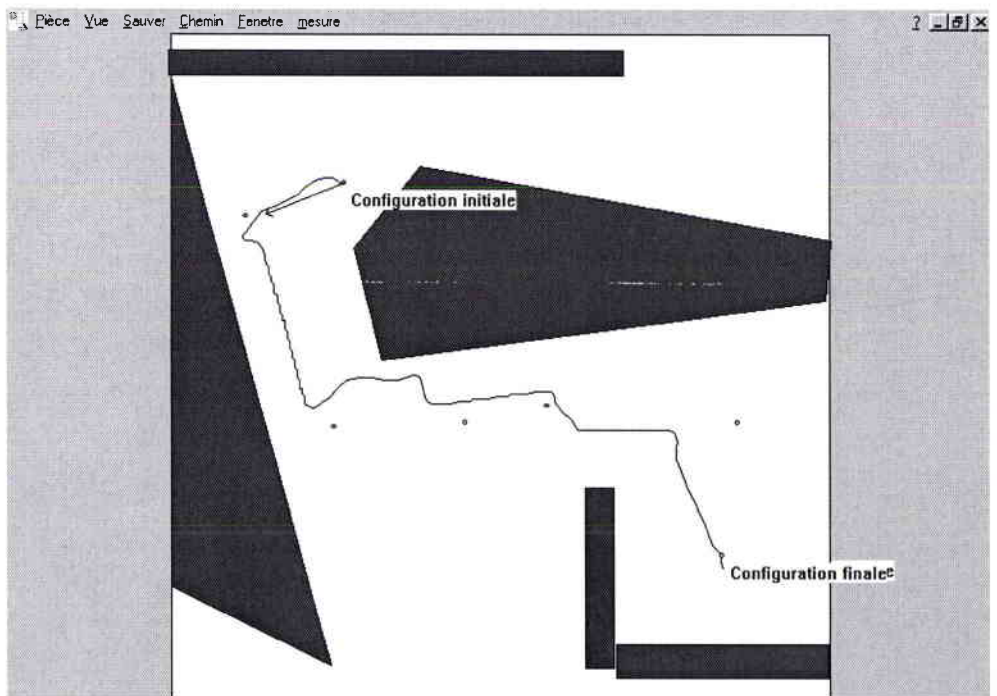 Pièce Vue Sauver Chemin Fenetre mesure ?
Configuration initiale
Configuration finale